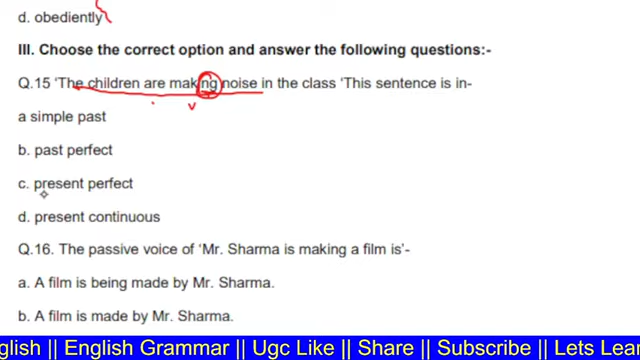 d. obediently
III. Choose the correct option and answer the following questions:-
Q.15 ‘The children are making noise in the class ‘This sentence is in-
a simple past
b. past perfect
c. present perfect
d. present continuous
Q.16. The passive voice of ‘Mr. Sharma is making a film is’-
a. A film is being made by Mr. Sharma.
b. A film is made by Mr. Sharma.
nglish || English Grammar || Ugc Like || Share || Subscribe || Lets Lear